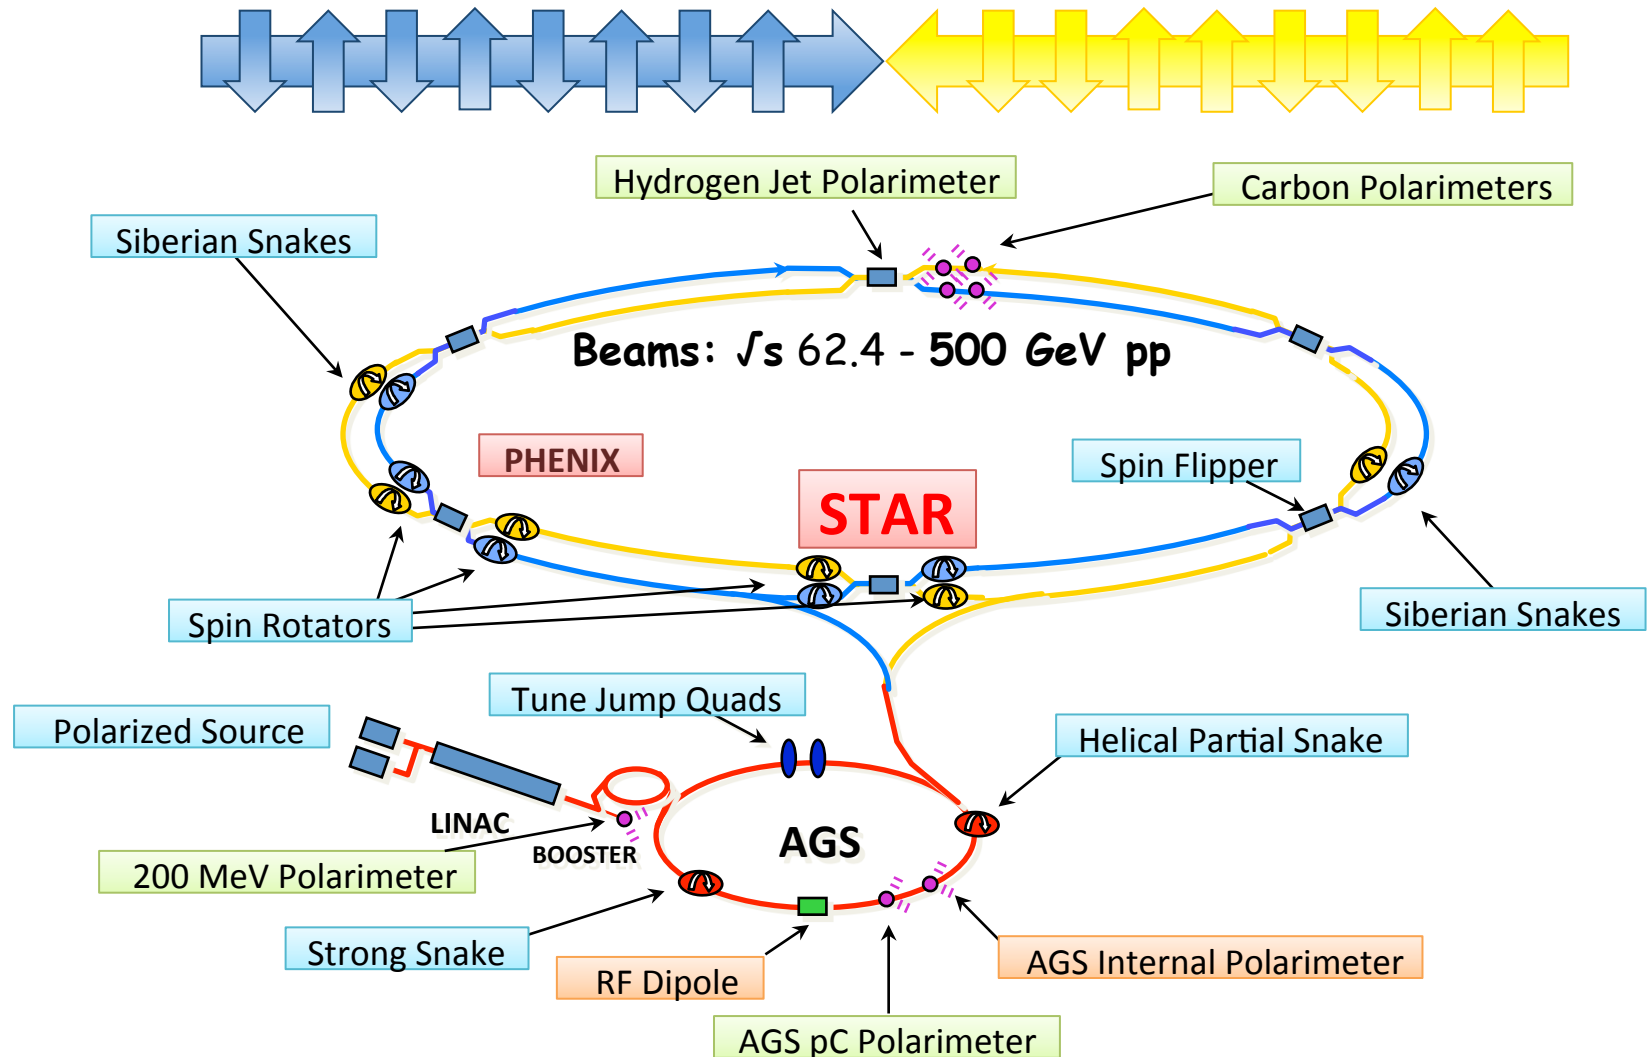 Hydrogen Jet Polarimeter
Carbon Polarimeters
Siberian Snakes
Beams: √s 62.4 - 500 GeV pp
PHENIX
STAR
Spin Flipper
Spin Rotators
Siberian Snakes
Tune Jump Quads
Polarized Source
Helical Partial Snake
LINAC
BOOSTER
AGS
200 MeV Polarimeter
Strong Snake
RF Dipole
AGS Internal Polarimeter
AGS pC Polarimeter